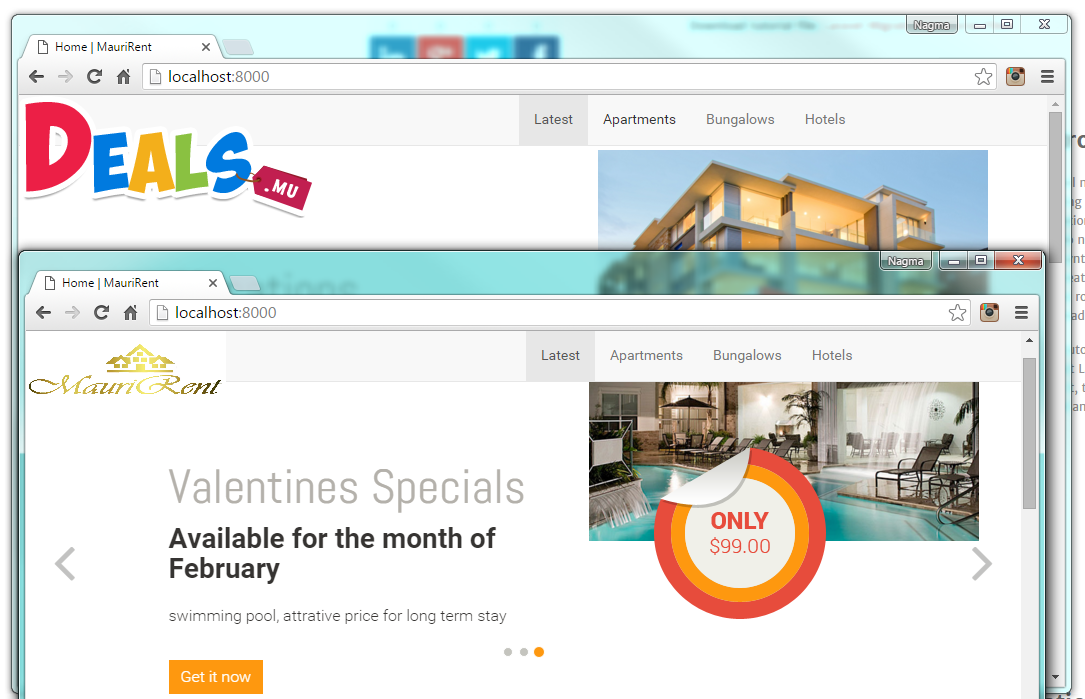 Nagma
Home | MauriRent
localhost:8000
DEALS
.MU
Latest
Apartments
Bungalows
Hotels
Nagma
Home | MauriRent
localhost:8000
MauriRent
Latest
Apartments
Bungalows
Hotels
Valentines Specials
Available for the month of
February
swimming pool, attrative price for long term stay
Get it now
ONLY
$99.00